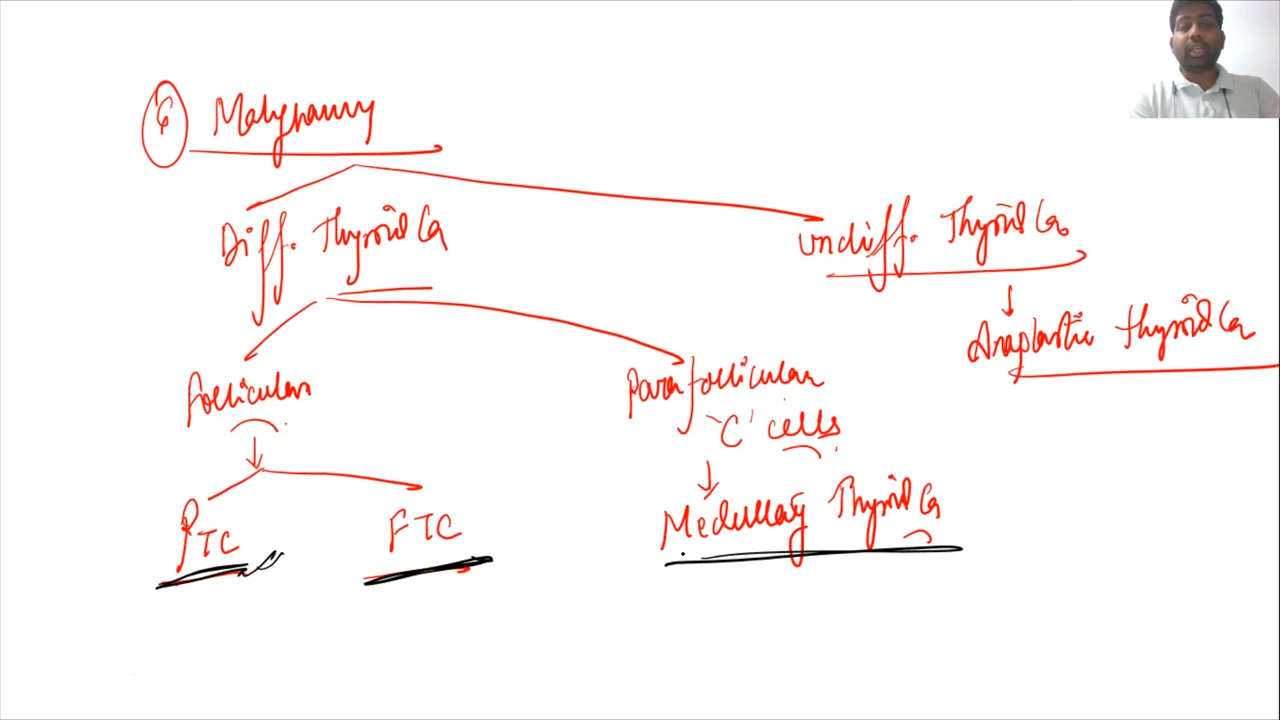 6 Malignancy
Diff. Thyroid Ca
Undiff. Thyroid Ca
Anaplastic Thyroid Ca
Follicular
Parafollicular
'C' cells
PTC
FTC
Medullary Thyroid Ca